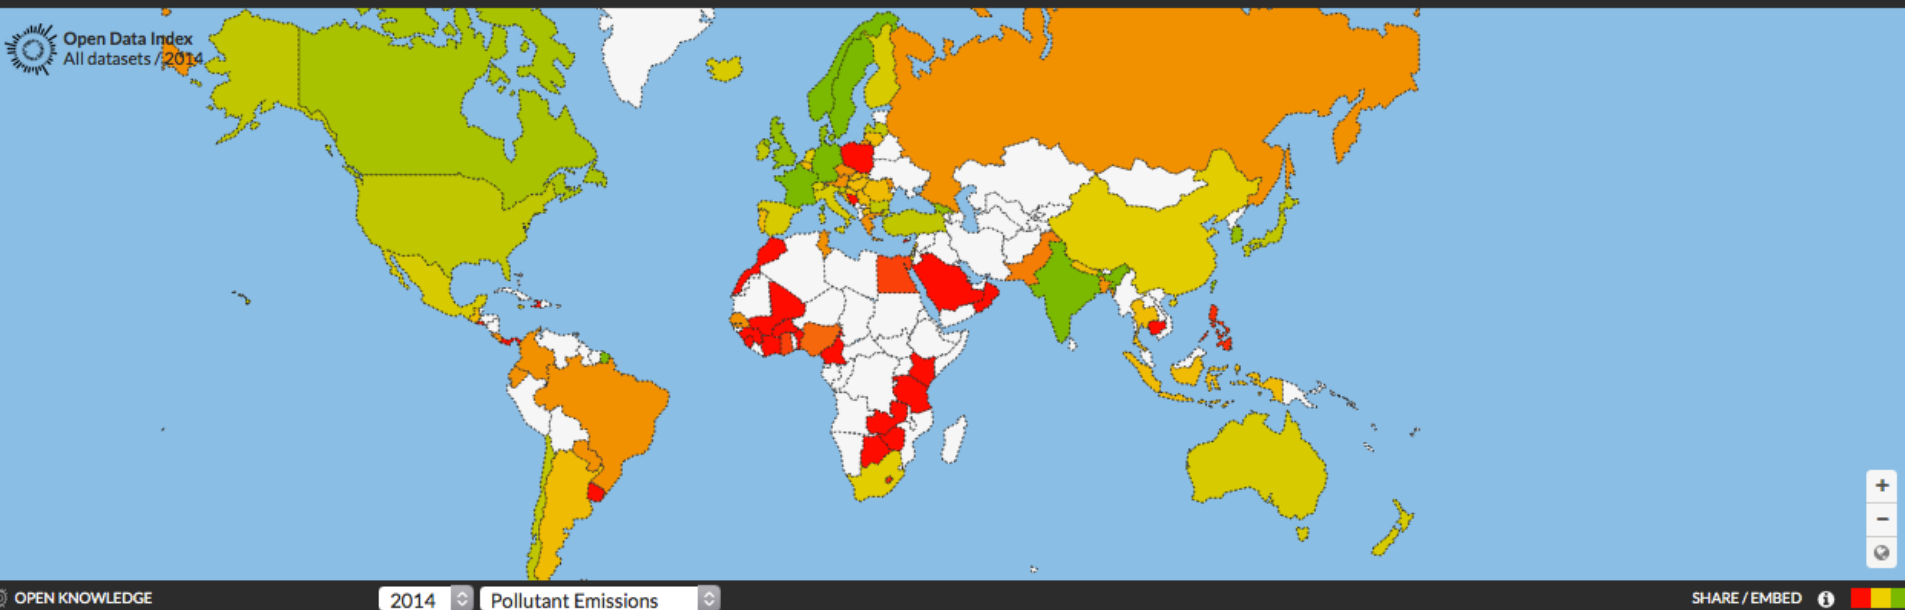 Open Data Index
All datasets / 2014
+
−
OPEN KNOWLEDGE
2014
Pollutant Emissions
SHARE / EMBED